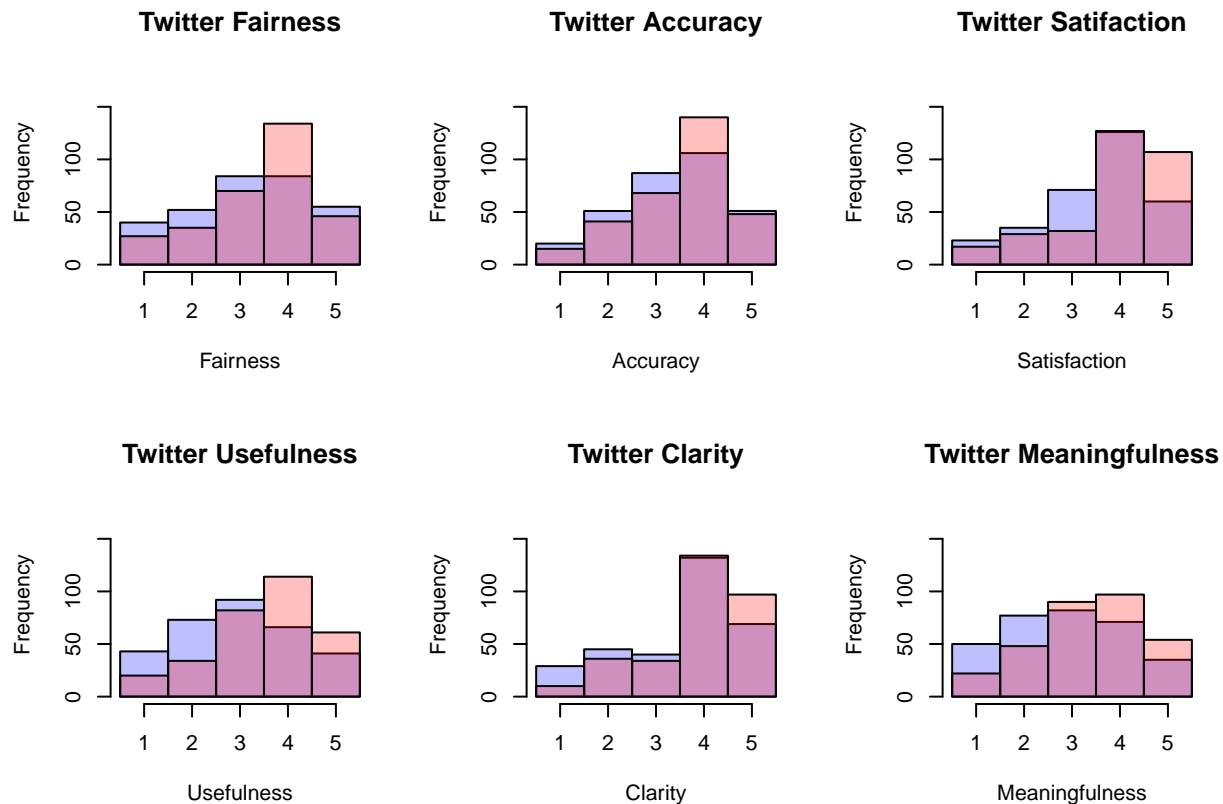 Twitter Fairness
Frequency
0 50 100
1 2 3 4 5
Fairness
Twitter Accuracy
Frequency
0 50 100
1 2 3 4 5
Accuracy
Twitter Satifaction
Frequency
0 50 100
1 2 3 4 5
Satisfaction
Twitter Usefulness
Frequency
0 50 100
1 2 3 4 5
Usefulness
Twitter Clarity
Frequency
0 50 100
1 2 3 4 5
Clarity
Twitter Meaningfulness
Frequency
0 50 100
1 2 3 4 5
Meaningfulness